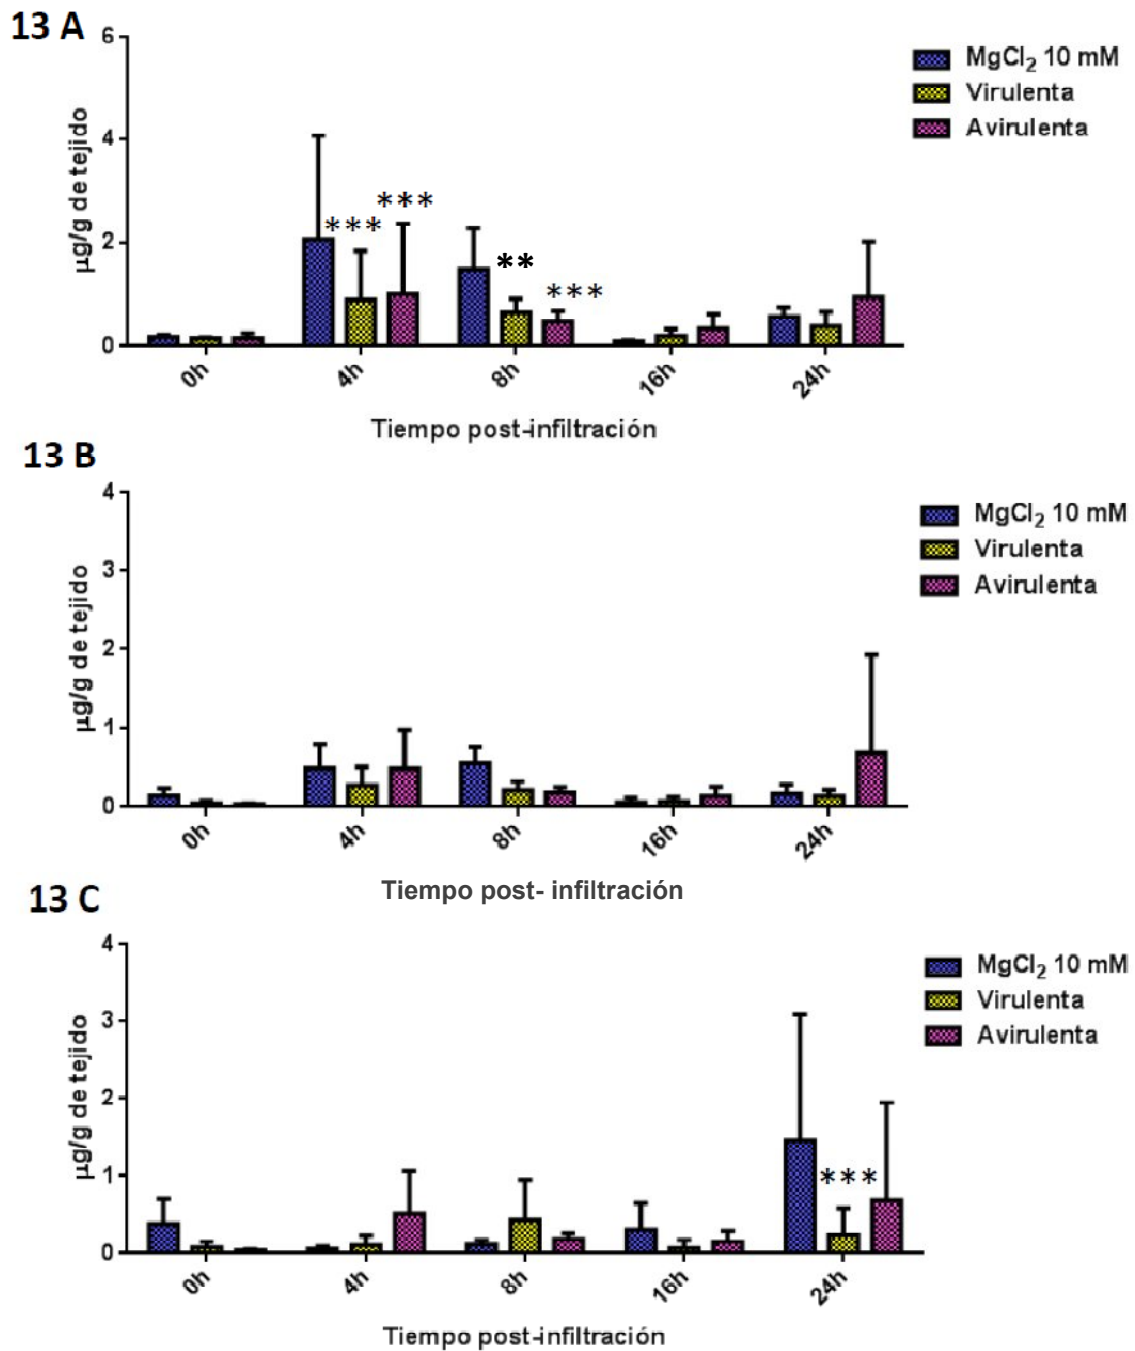 13 A
6
4
2
0
µg/g de tejido
***
***
**
***
0h
4h
8h
16h
24h
Tiempo post-infiltración
MgCl₂ 10 mM
Virulenta
Avirulenta
13 B
4
3
2
1
0
µg/g de tejido
0h
4h
8h
16h
24h
Tiempo post- infiltración
MgCl₂ 10 mM
Virulenta
Avirulenta
13 C
4
3
2
1
0
µg/g de tejido
***
0h
4h
8h
16h
24h
Tiempo post-infiltración
MgCl₂ 10 mM
Virulenta
Avirulenta